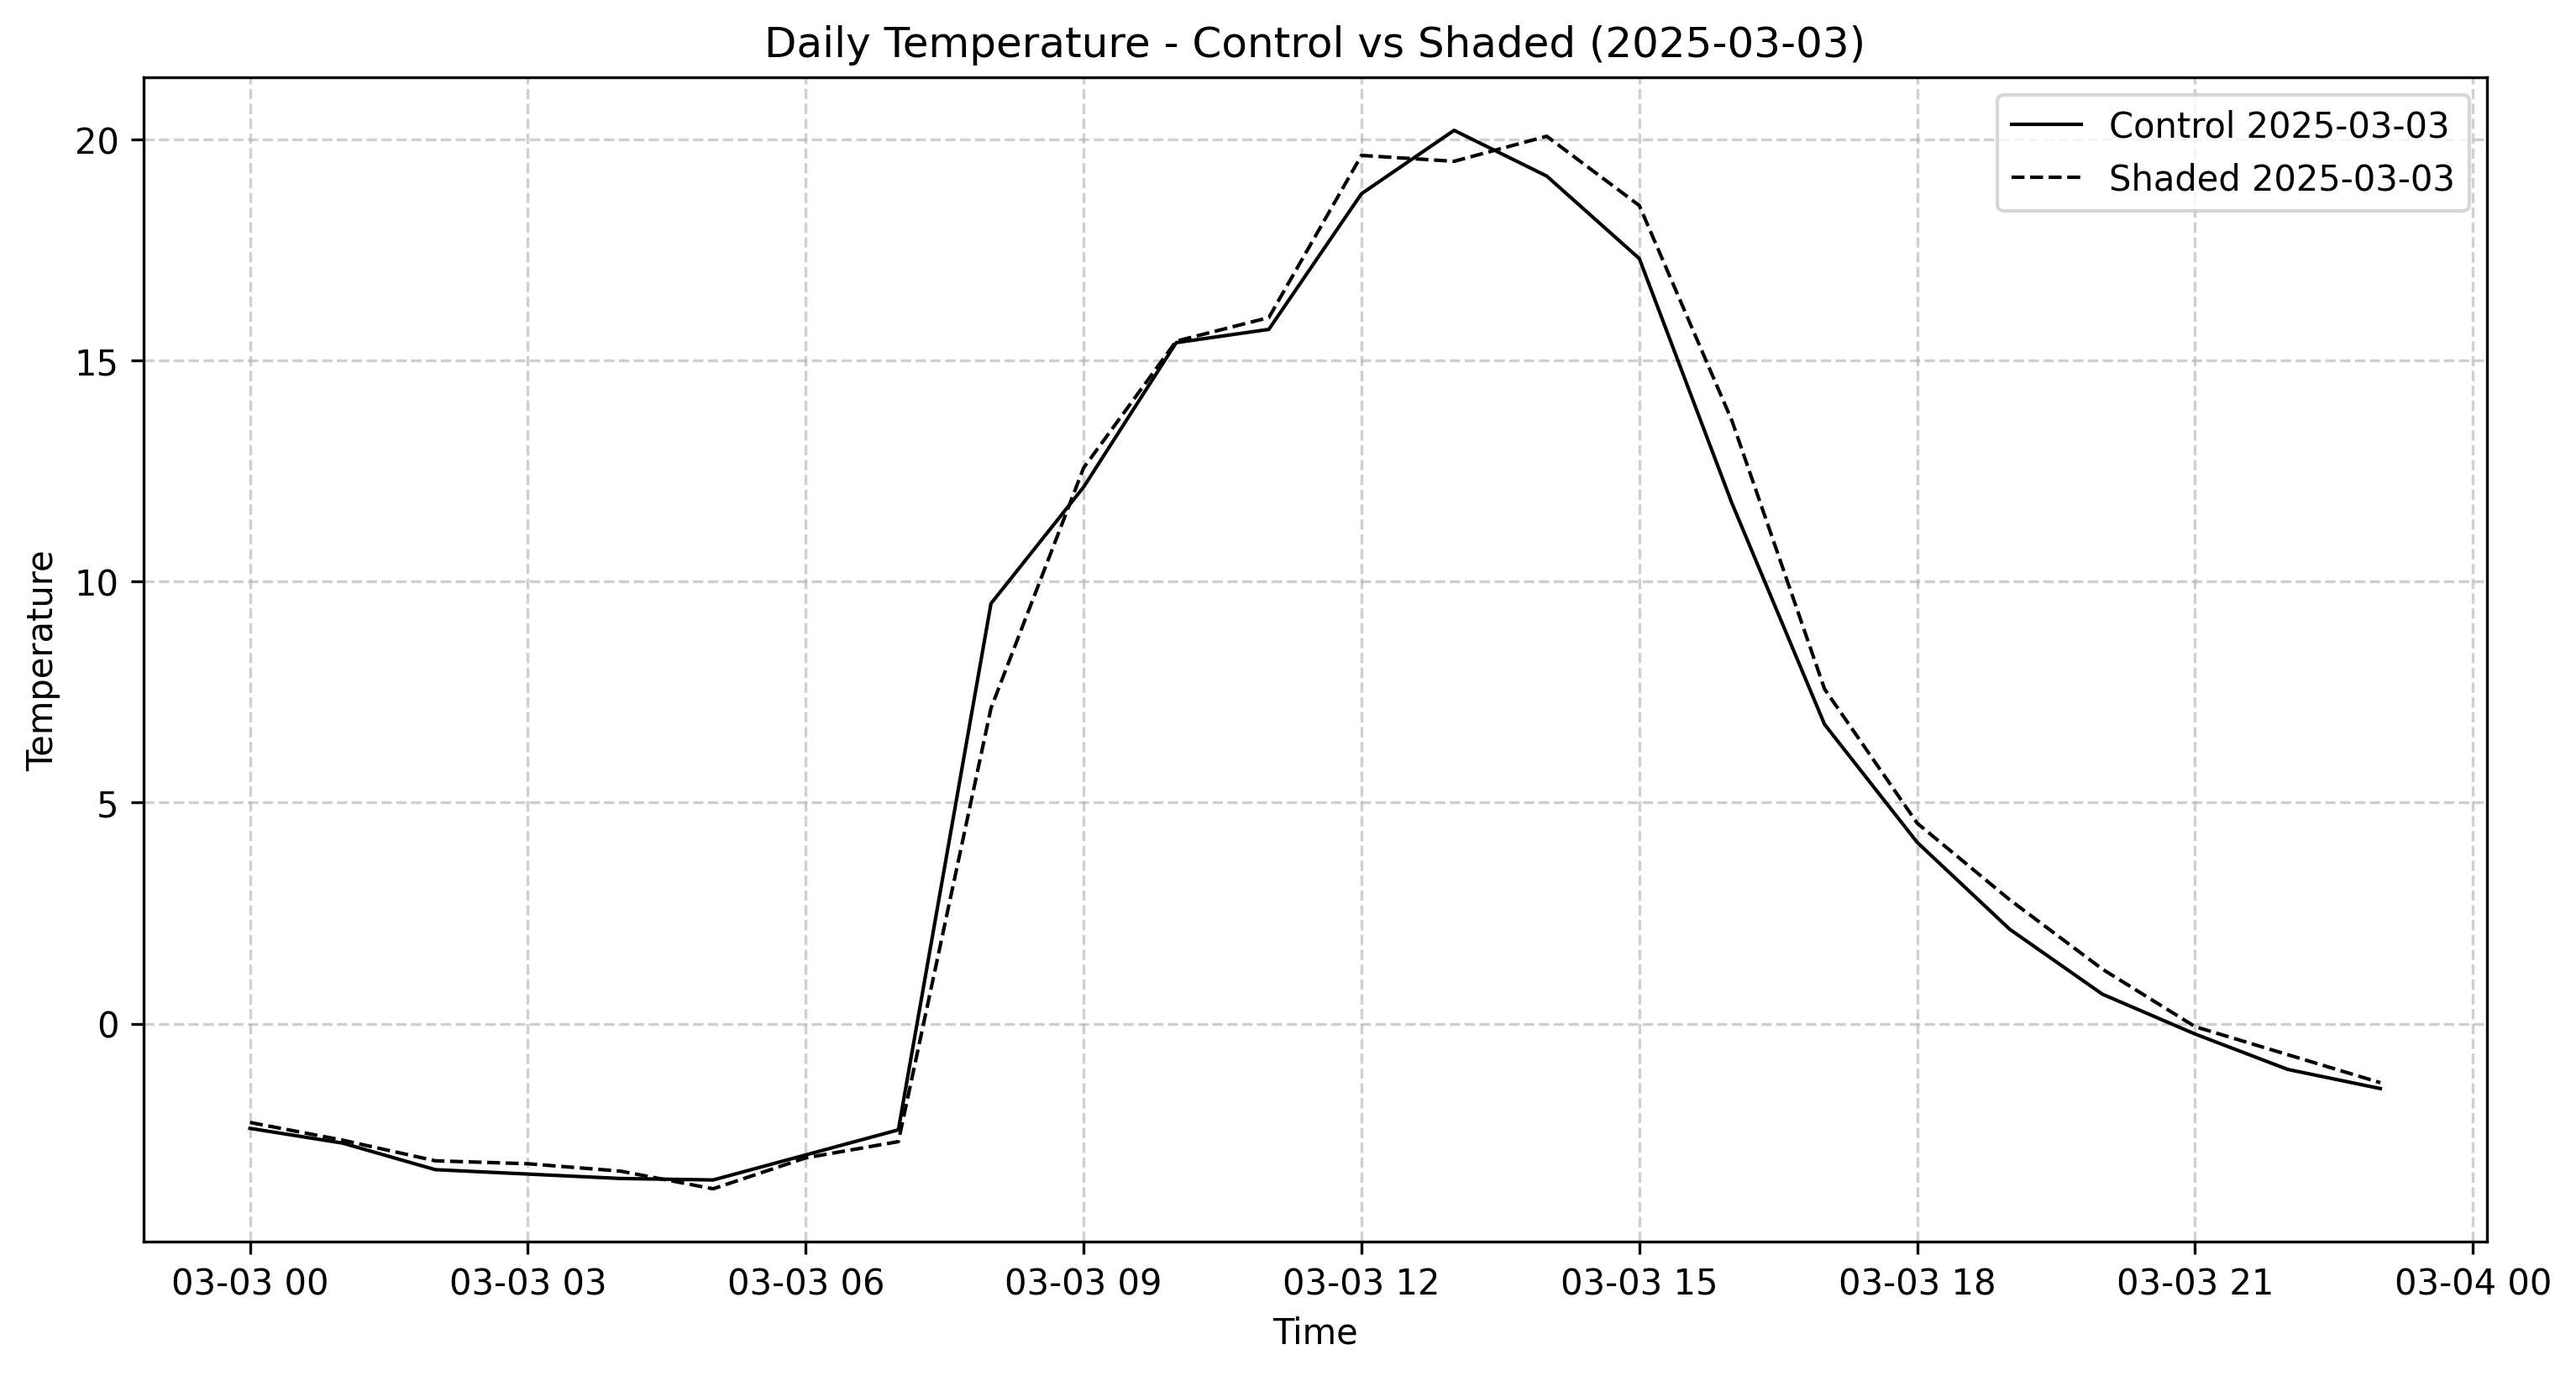 Daily Temperature - Control vs Shaded (2025-03-03)
Control 2025-03-03
Shaded 2025-03-03
Temperature
20
15
10
5
0
03-03 00
03-03 03
03-03 06
03-03 09
03-03 12
03-03 15
03-03 18
03-03 21
03-04 00
Time